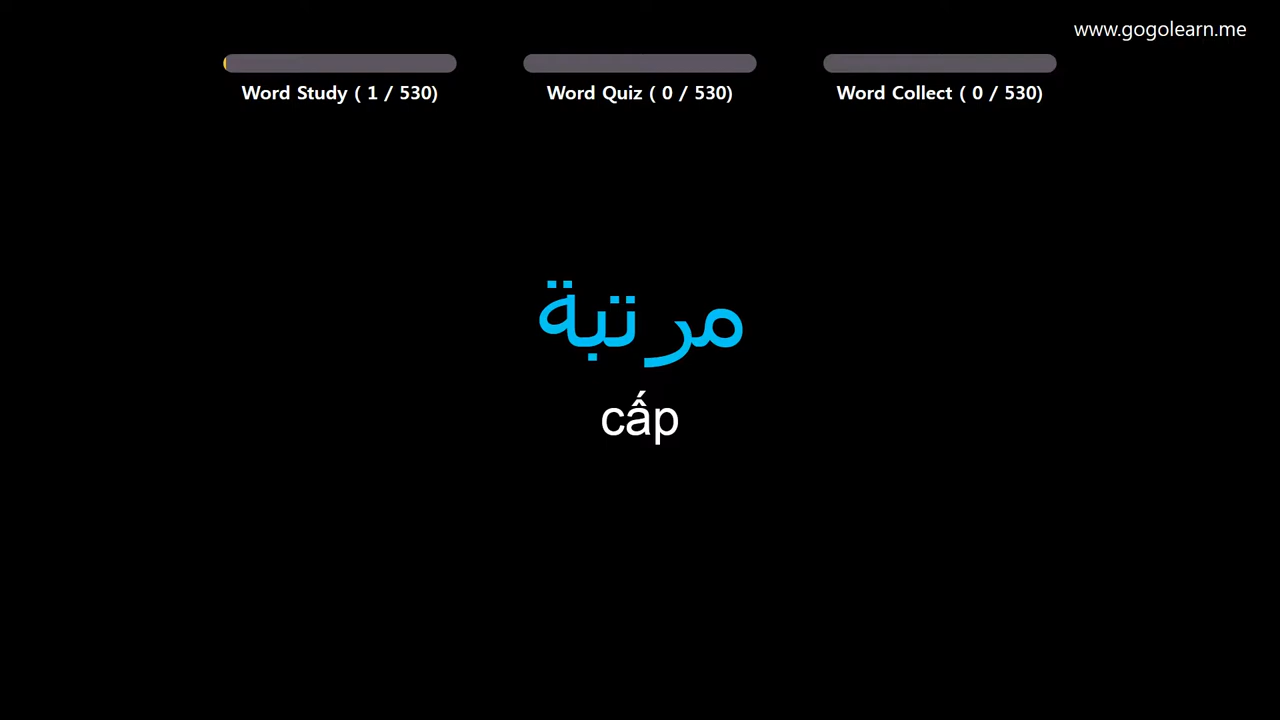 www.gogolearn.me
Word Study ( 1 / 530)
Word Quiz ( 0 / 530)
Word Collect ( 0 / 530)
مرتبة
cấp